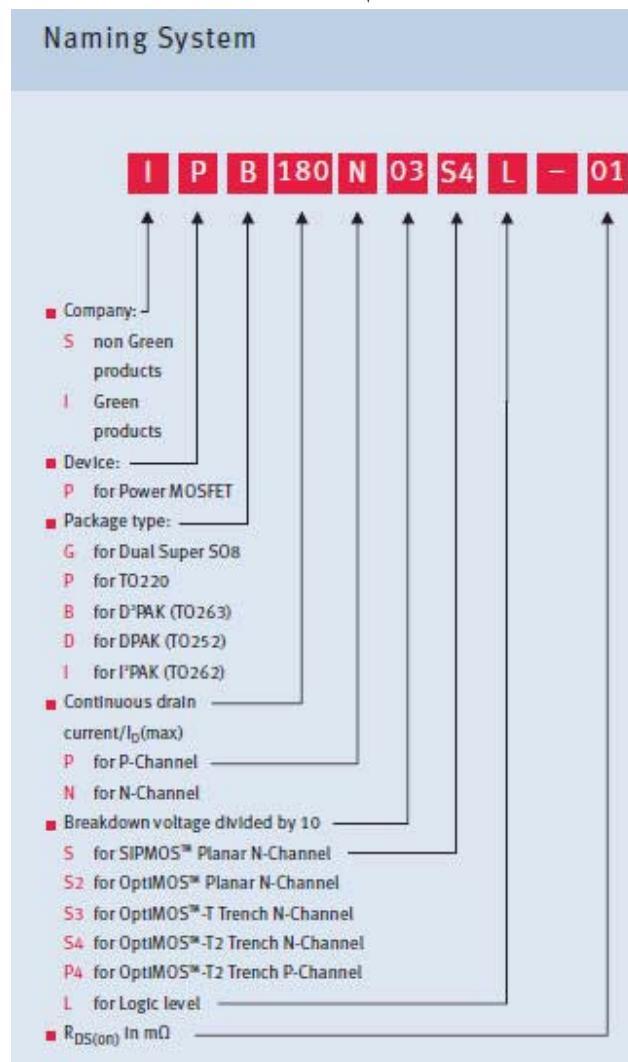 Naming System
I P B 180 N 03 S4 L – 01
■ Company:
S non Green
products
I Green
products
■ Device:
P for Power MOSFET
■ Package type:
G for Dual Super SO8
P for TO220
B for D²PAK (TO263)
D for DPAK (TO252)
I for I²PAK (TO262)
■ Continuous drain
current/I_D(max)
P for P-Channel
N for N-Channel
■ Breakdown voltage divided by 10
S for SIPMOS™ Planar N-Channel
S2 for OptiMOS™ Planar N-Channel
S3 for OptiMOS™-T Trench N-Channel
S4 for OptiMOS™-T2 Trench N-Channel
P4 for OptiMOS™-T2 Trench P-Channel
L for Logic level
■ R_DS(on) in mΩ